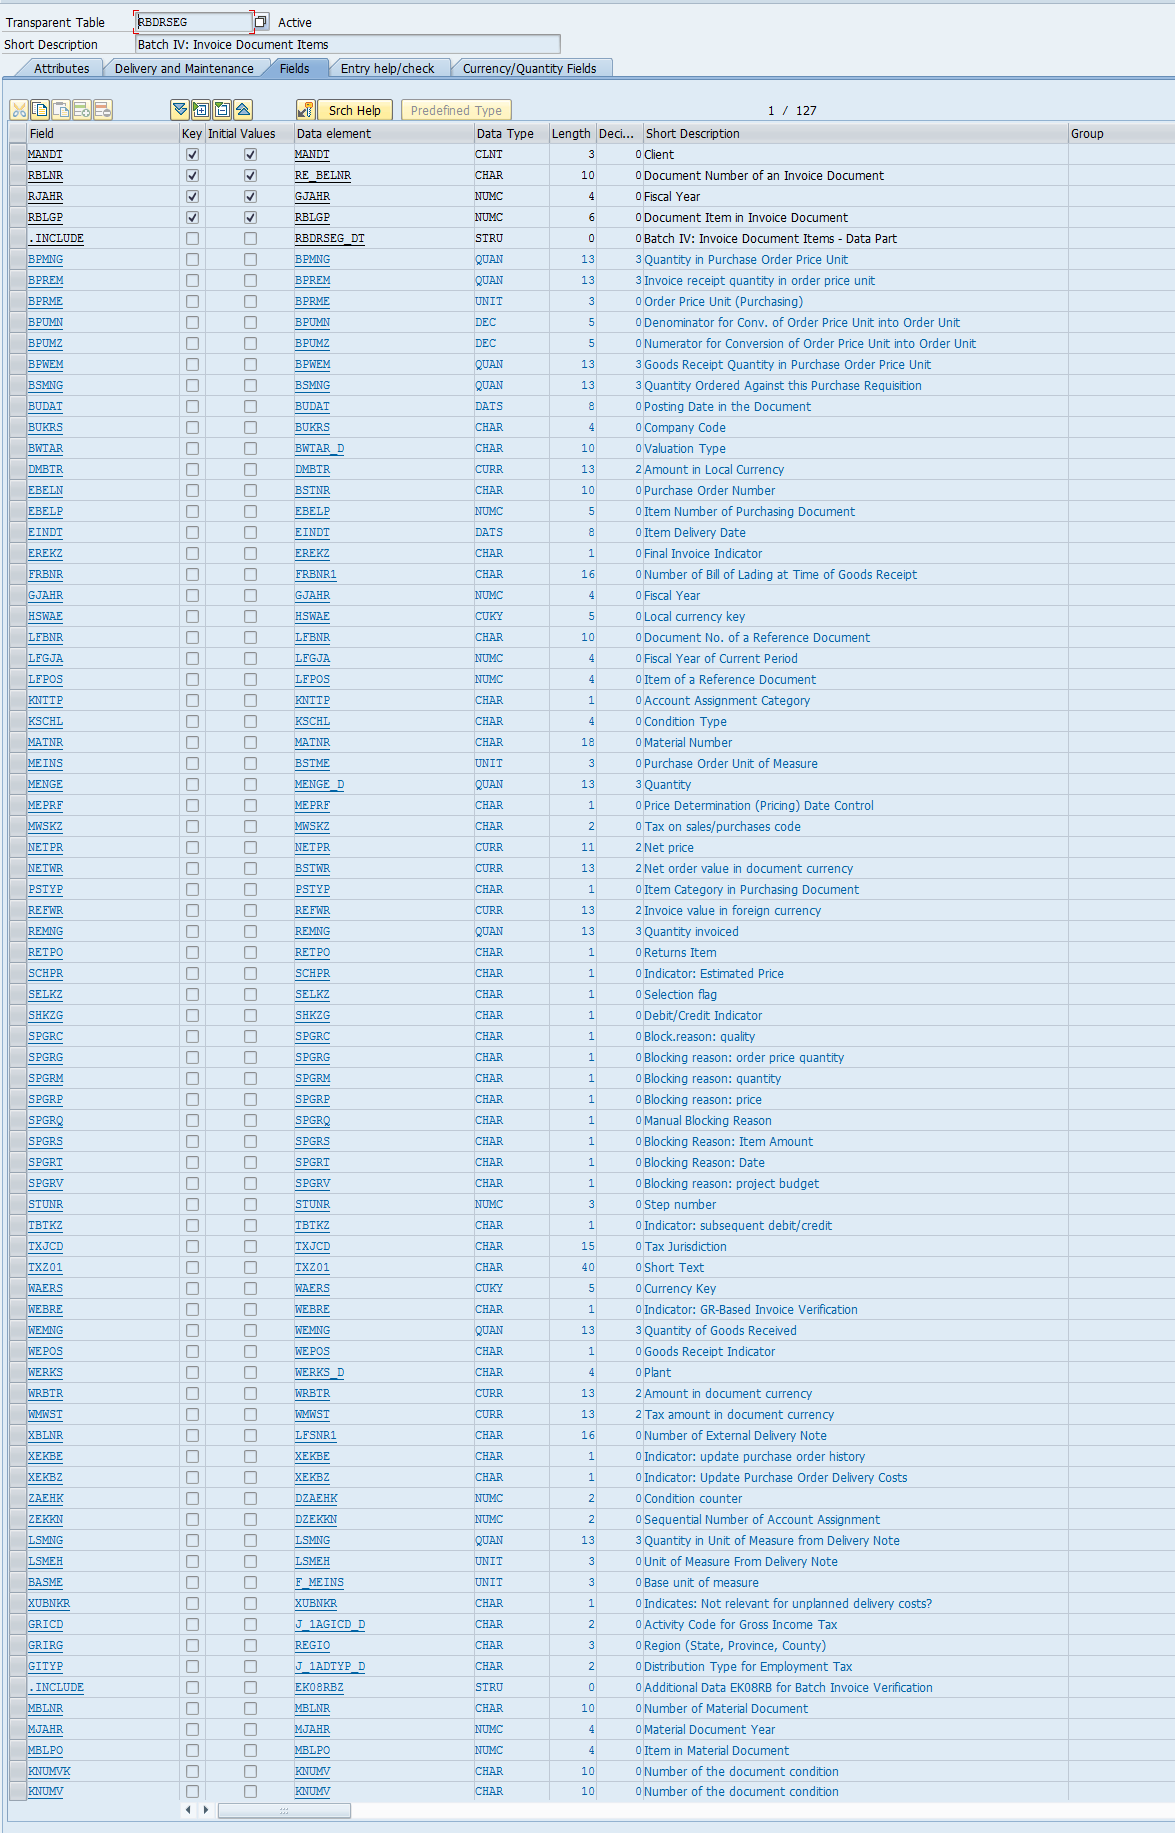 Transparent Table RBDRSEG Active
Short Description Batch IV: Invoice Document Items
Attributes Delivery and Maintenance Fields Entry help/check Currency/Quantity Fields
Srch Help Predefined Type 1 / 127
Field Key Initial Values Data element Data Type Length Deci... Short Description Group
MANDT MANDT CLNT 3 0 Client
RBLNR RE_BELNR CHAR 10 0 Document Number of an Invoice Document
RJAHR GJAHR NUMC 4 0 Fiscal Year
RBLGP RBLGP NUMC 6 0 Document Item in Invoice Document
.INCLUDE RBDRSEG_DT STRU 0 0 Batch IV: Invoice Document Items - Data Part
BPMNG BPMNG QUAN 13 3 Quantity in Purchase Order Price Unit
BPREM BPREM QUAN 13 3 Invoice receipt quantity in order price unit
BPRME BPRME UNIT 3 0 Order Price Unit (Purchasing)
BPUMN BPUMN DEC 5 0 Denominator for Conv. of Order Price Unit into Order Unit
BPUMZ BPUMZ DEC 5 0 Numerator for Conversion of Order Price Unit into Order Unit
BPWEM BPWEM QUAN 13 3 Goods Receipt Quantity in Purchase Order Price Unit
BSMNG BSMNG QUAN 13 3 Quantity Ordered Against this Purchase Requisition
BUDAT BUDAT DATS 8 0 Posting Date in the Document
BUKRS BUKRS CHAR 4 0 Company Code
BWTAR BWTAR_D CHAR 10 0 Valuation Type
DMBTR DMBTR CURR 13 2 Amount in Local Currency
EBELN BSTNR CHAR 10 0 Purchase Order Number
EBELP EBELP NUMC 5 0 Item Number of Purchasing Document
EINDT EINDT DATS 8 0 Item Delivery Date
EREKZ EREKZ CHAR 1 0 Final Invoice Indicator
FRBNR FRBNR1 CHAR 16 0 Number of Bill of Lading at Time of Goods Receipt
GJAHR GJAHR NUMC 4 0 Fiscal Year
HSWAE HSWAE CUKY 5 0 Local currency key
LFBNR LFBNR CHAR 10 0 Document No. of a Reference Document
LFGJA LFGJA NUMC 4 0 Fiscal Year of Current Period
LFPOS LFPOS NUMC 4 0 Item of a Reference Document
KNTTP KNTTP CHAR 1 0 Account Assignment Category
KSCHL KSCHL CHAR 4 0 Condition Type
MATNR MATNR CHAR 18 0 Material Number
MEINS BSTME UNIT 3 0 Purchase Order Unit of Measure
MENGE MENGE_D QUAN 13 3 Quantity
MEPRF MEPRF CHAR 1 0 Price Determination (Pricing) Date Control
MWSKZ MWSKZ CHAR 2 0 Tax on sales/purchases code
NETPR NETPR CURR 11 2 Net price
NETWR BSTWR CURR 13 2 Net order value in document currency
PSTYP PSTYP CHAR 1 0 Item Category in Purchasing Document
REFWR REFWR CURR 13 2 Invoice value in foreign currency
REMNG REMNG QUAN 13 3 Quantity invoiced
RETPO RETPO CHAR 1 0 Returns Item
SCHPR SCHPR CHAR 1 0 Indicator: Estimated Price
SELKZ SELKZ CHAR 1 0 Selection flag
SHKZG SHKZG CHAR 1 0 Debit/Credit Indicator
SPGRC SPGRC CHAR 1 0 Block.reason: quality
SPGRG SPGRG CHAR 1 0 Blocking reason: order price quantity
SPGRM SPGRM CHAR 1 0 Blocking reason: quantity
SPGRP SPGRP CHAR 1 0 Blocking reason: price
SPGRQ SPGRQ CHAR 1 0 Manual Blocking Reason
SPGRS SPGRS CHAR 1 0 Blocking Reason: Item Amount
SPGRT SPGRT CHAR 1 0 Blocking Reason: Date
SPGRV SPGRV CHAR 1 0 Blocking reason: project budget
STUNR STUNR NUMC 3 0 Step number
TBTKZ TBTKZ CHAR 1 0 Indicator: subsequent debit/credit
TXJCD TXJCD CHAR 15 0 Tax Jurisdiction
TXZ01 TXZ01 CHAR 40 0 Short Text
WAERS WAERS CUKY 5 0 Currency Key
WEBRE WEBRE CHAR 1 0 Indicator: GR-Based Invoice Verification
WEMNG WEMNG QUAN 13 3 Quantity of Goods Received
WEPOS WEPOS CHAR 1 0 Goods Receipt Indicator
WERKS WERKS_D CHAR 4 0 Plant
WRBTR WRBTR CURR 13 2 Amount in document currency
WMWST WMWST CURR 13 2 Tax amount in document currency
XBLNR LFSNR1 CHAR 16 0 Number of External Delivery Note
XEKBE XEKBE CHAR 1 0 Indicator: update purchase order history
XEKBZ XEKBZ CHAR 1 0 Indicator: Update Purchase Order Delivery Costs
ZAEHK DZAEHK NUMC 2 0 Condition counter
ZEKKN DZEKKN NUMC 2 0 Sequential Number of Account Assignment
LSMNG LSMNG QUAN 13 3 Quantity in Unit of Measure from Delivery Note
LSMEH LSMEH UNIT 3 0 Unit of Measure From Delivery Note
BASME F_MEINS UNIT 3 0 Base unit of measure
XUBNKR XUBNKR CHAR 1 0 Indicates: Not relevant for unplanned delivery costs?
GRICD J_1AGICD_D CHAR 2 0 Activity Code for Gross Income Tax
GRIRG REGIO CHAR 3 0 Region (State, Province, County)
GITYP J_1ADTYP_D CHAR 2 0 Distribution Type for Employment Tax
.INCLUDE EK08RBZ STRU 0 0 Additional Data EK08RB for Batch Invoice Verification
MBLNR MBLNR CHAR 10 0 Number of Material Document
MJAHR MJAHR NUMC 4 0 Material Document Year
MBLPO MBLPO NUMC 4 0 Item in Material Document
KNUMVK KNUMV CHAR 10 0 Number of the document condition
KNUMV KNUMV CHAR 10 0 Number of the document condition